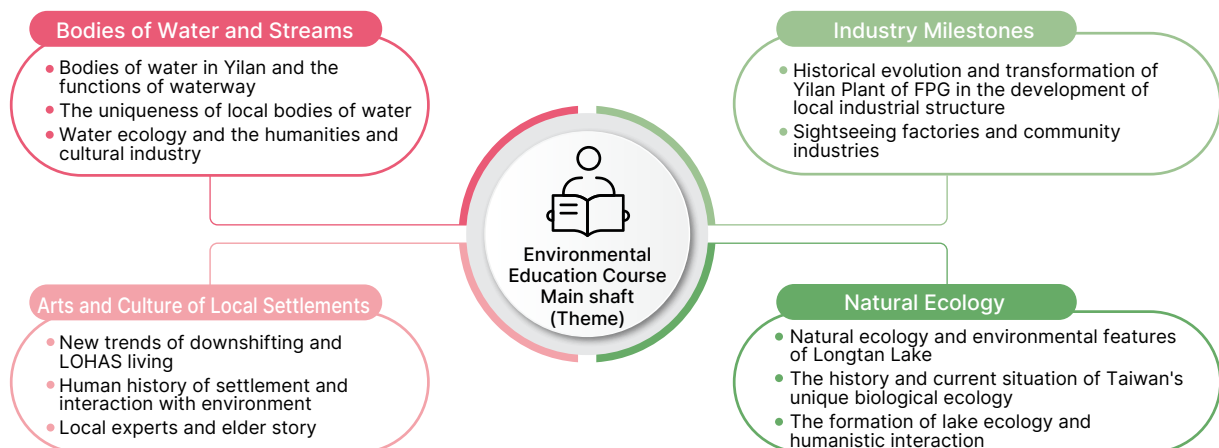 Bodies of Water and Streams
Bodies of water in Yilan and the
functions of waterway
The uniqueness of local bodies of water
Water ecology and the humanities and
cultural industry
Industry Milestones
Historical evolution and transformation of
Yilan Plant of FPG in the development of
local industrial structure
Sightseeing factories and community
industries
Environmental
Education Course
Main shaft
(Theme)
Arts and Culture of Local Settlements
New trends of downshifting and
LOHAS living
Human history of settlement and
interaction with environment
Local experts and elder story
Natural Ecology
Natural ecology and environmental features
of Longtan Lake
The history and current situation of Taiwan's
unique biological ecology
The formation of lake ecology and
humanistic interaction